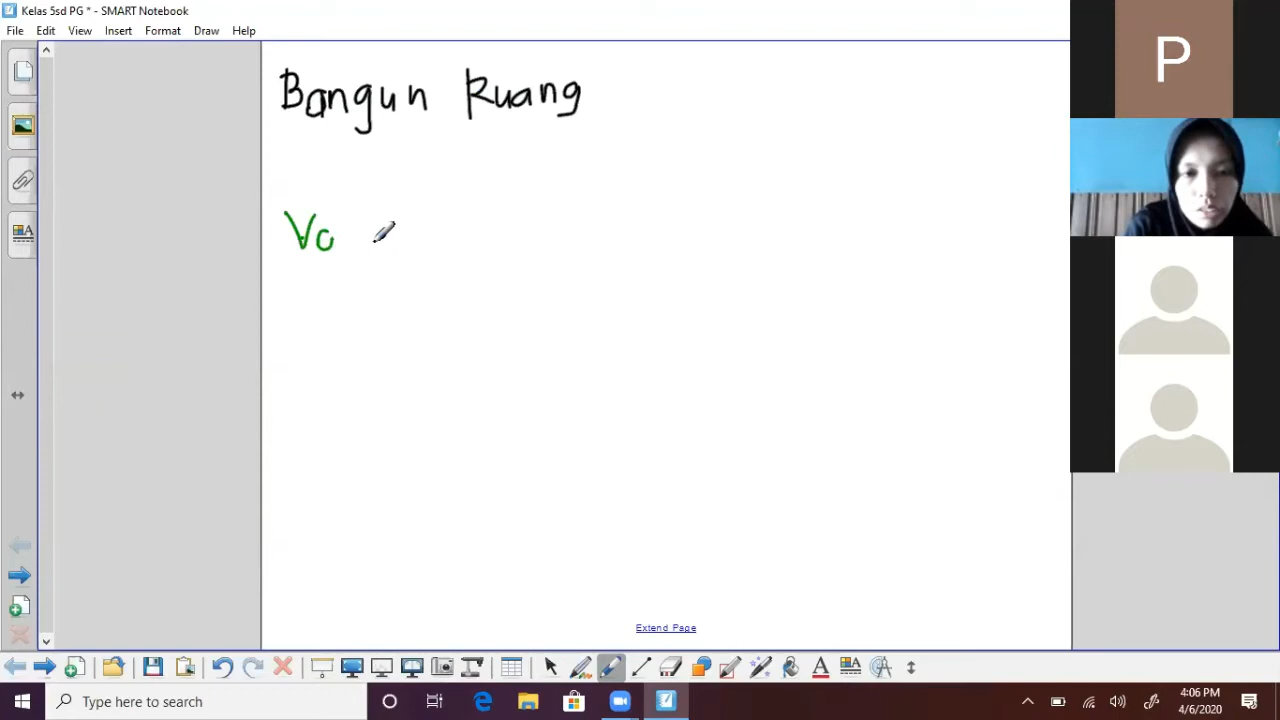 Kelas 5sd PG * - SMART Notebook
File Edit View Insert Format Draw Help
P
Bangun Ruang
Vo
Extend Page
Type here to search
4:06 PM
4/6/2020